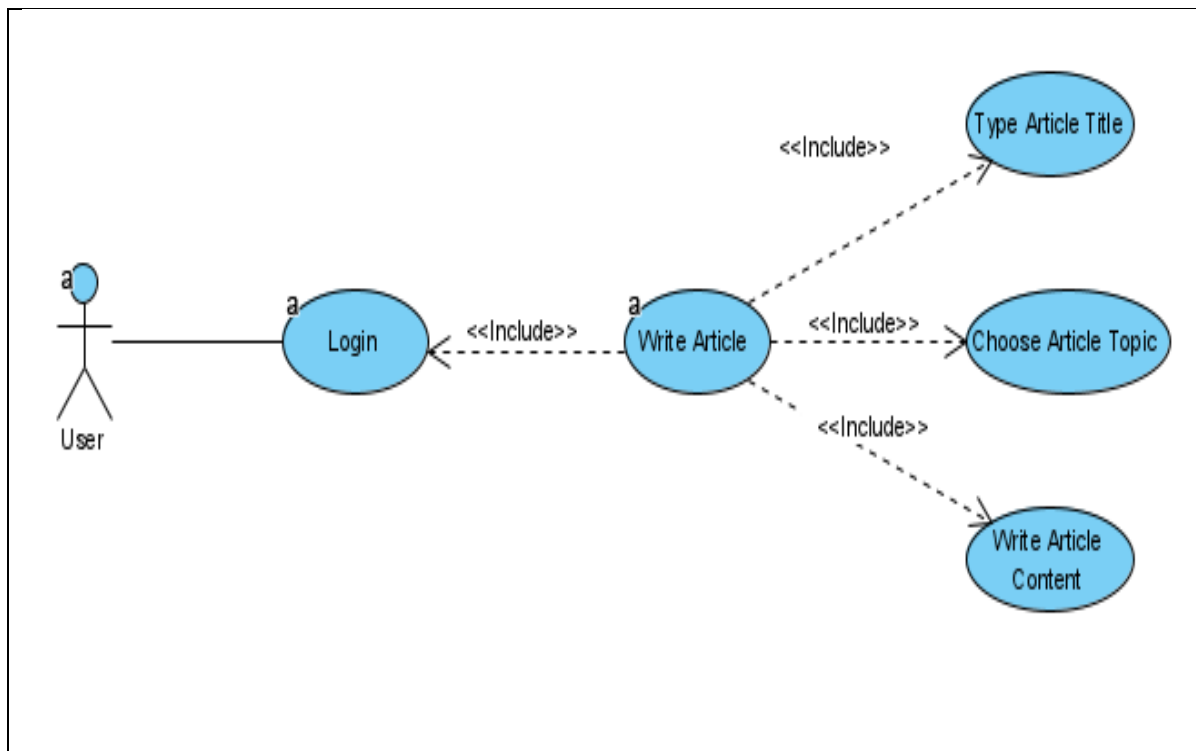 Type Article Title
<<Include>>
a
a
a
Login
<<Include>>
Write Article
<<Include>>
Choose Article Topic
User
<<Include>>
Write Article
Content